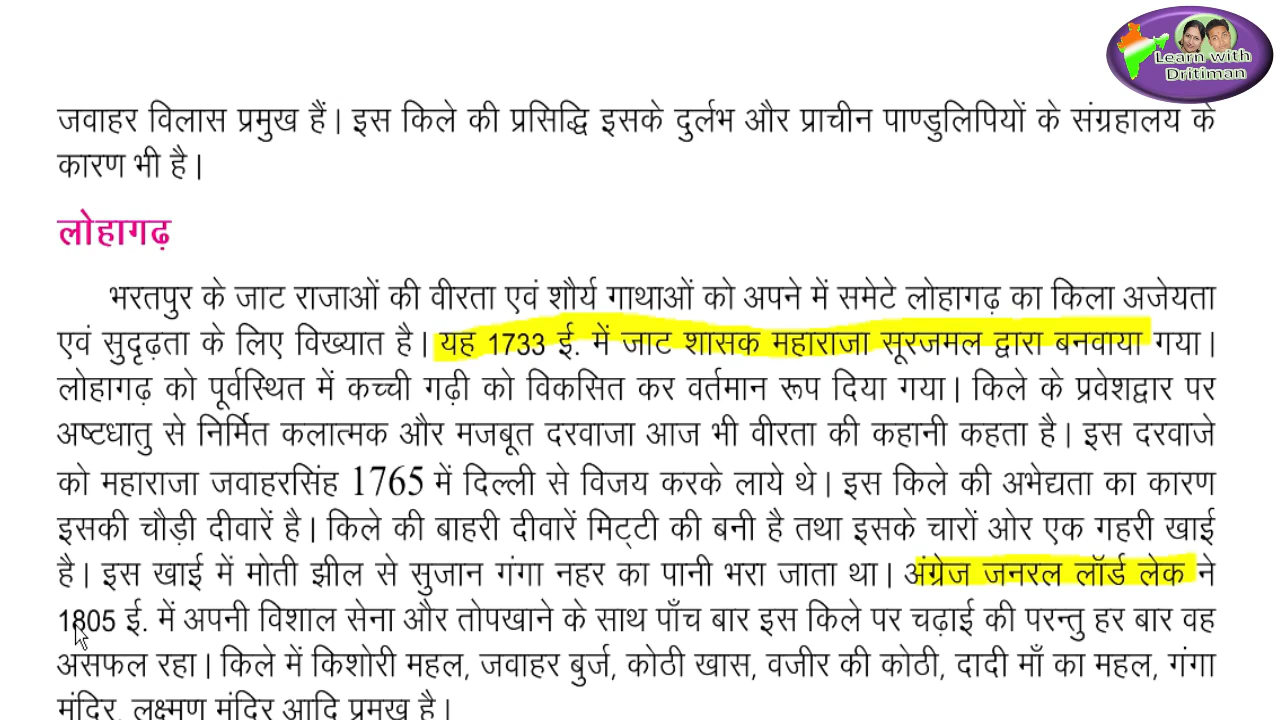 Learn with
Dritiman
जवाहर विलास प्रमुख हैं। इस किले की प्रसिद्धि इसके दुर्लभ और प्राचीन पाण्डुलिपियों के संग्रहालय के
कारण भी है।
लोहागढ़
भरतपुर के जाट राजाओं की वीरता एवं शौर्य गाथाओं को अपने में समेटे लोहागढ़ का किला अजेयता
एवं सुदृढ़ता के लिए विख्यात है। यह 1733 ई. में जाट शासक महाराजा सूरजमल द्वारा बनवाया गया।
लोहागढ़ को पूर्वस्थित में कच्ची गढ़ी को विकसित कर वर्तमान रूप दिया गया। किले के प्रवेशद्वार पर
अष्टधातु से निर्मित कलात्मक और मजबूत दरवाजा आज भी वीरता की कहानी कहता है। इस दरवाजे
को महाराजा जवाहरसिंह 1765 में दिल्ली से विजय करके लाये थे। इस किले की अभेद्यता का कारण
इसकी चौड़ी दीवारें है। किले की बाहरी दीवारें मिट्टी की बनी है तथा इसके चारों ओर एक गहरी खाई
है। इस खाई में मोती झील से सुजान गंगा नहर का पानी भरा जाता था। अंग्रेज जनरल लॉर्ड लेक ने
1805 ई. में अपनी विशाल सेना और तोपखाने के साथ पाँच बार इस किले पर चढ़ाई की परन्तु हर बार वह
असफल रहा। किले में किशोरी महल, जवाहर बुर्ज, कोठी खास, वजीर की कोठी, दादी माँ का महल, गंगा
मंदिर, लक्ष्मण मंदिर आदि प्रमुख है।